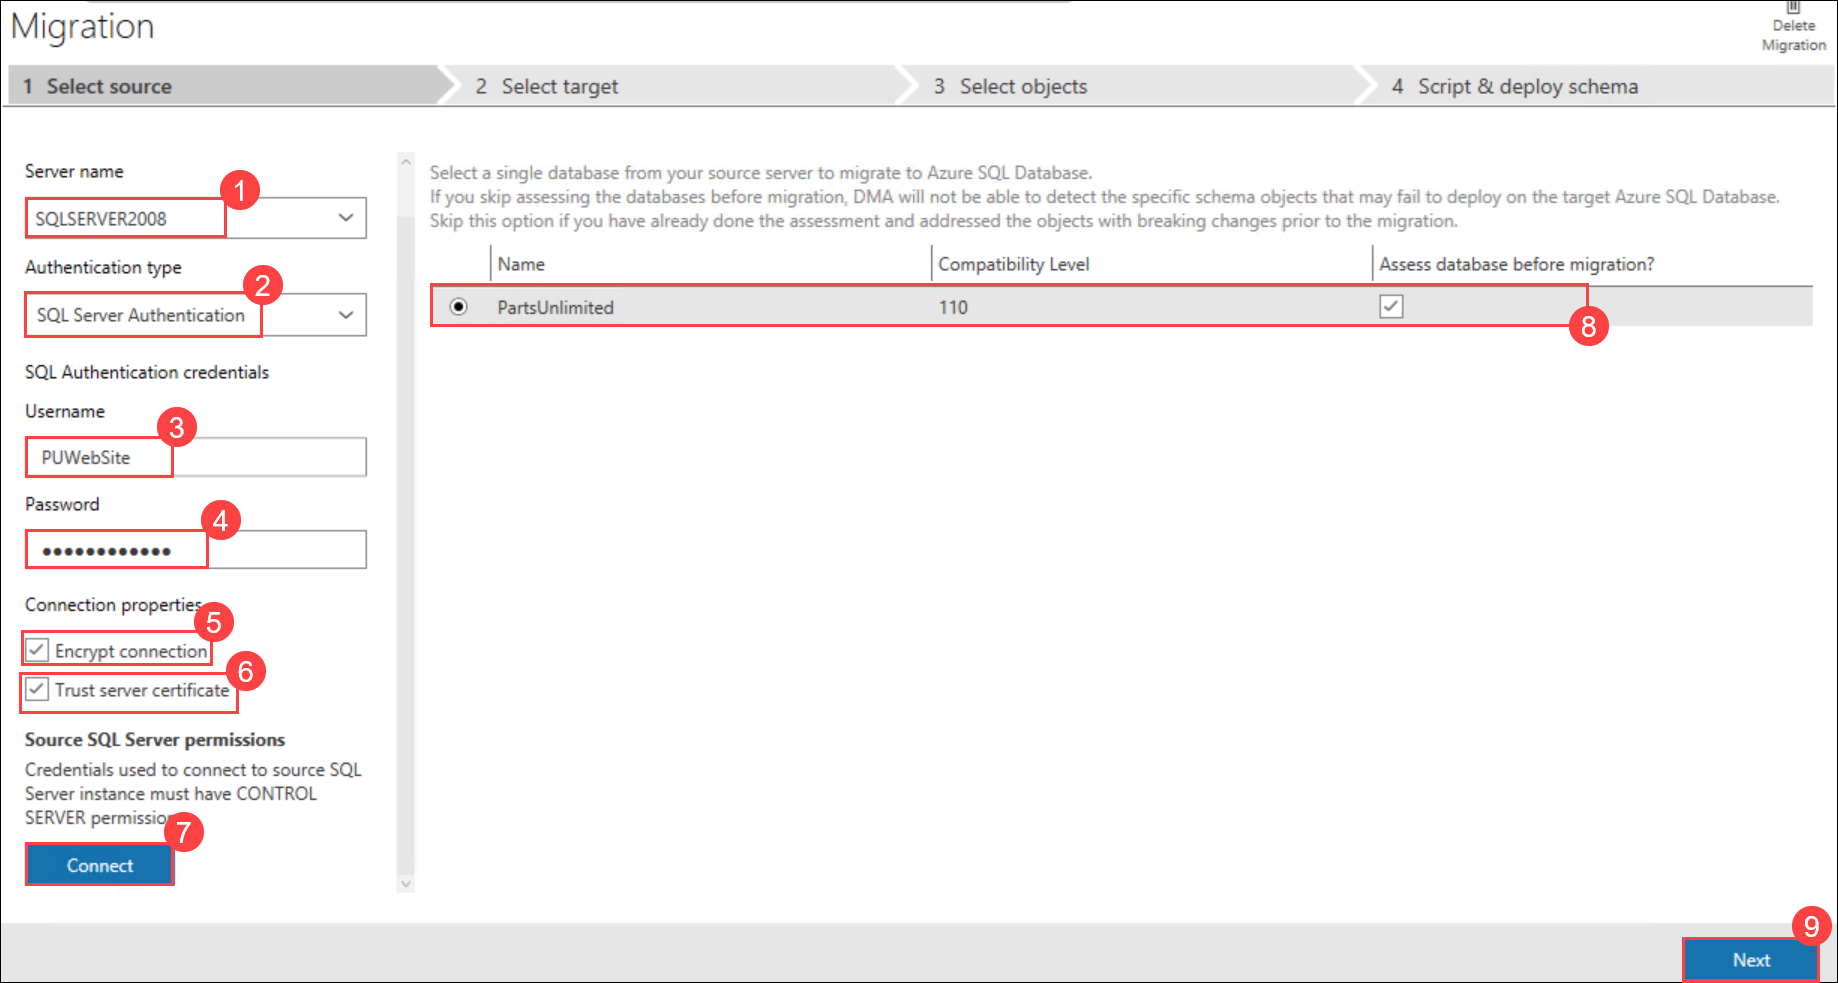 Migration
Delete
Migration
1 Select source
2 Select target
3 Select objects
4 Script & deploy schema
Server name
1
SQLSERVER2008
Authentication type
2
SQL Server Authentication
SQL Authentication credentials
Username
3
PUWebSite
Password
4
••••••••••••
Connection properties
5
Encrypt connection
6
Trust server certificate
Source SQL Server permissions
Credentials used to connect to source SQL
Server instance must have CONTROL
SERVER permission
7
Connect
Select a single database from your source server to migrate to Azure SQL Database.
If you skip assessing the databases before migration, DMA will not be able to detect the specific schema objects that may fail to deploy on the target Azure SQL Database.
Skip this option if you have already done the assessment and addressed the objects with breaking changes prior to the migration.
Name Compatibility Level Assess database before migration?
PartsUnlimited 110
8
9
Next